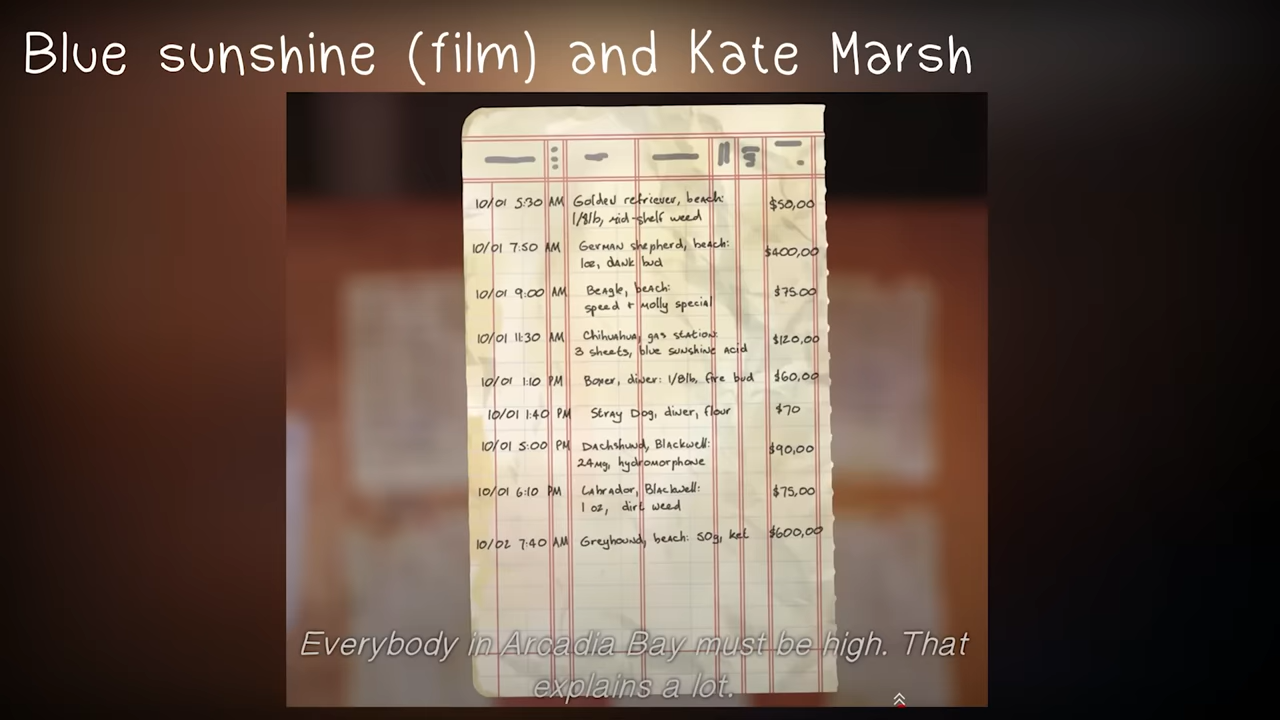 Blue sunshine (film) and Kate Marsh
10/01 5:30 AM Golden retriever, beach: $50,00
1/8lb, mid-shelf weed
10/01 7:50 AM German shepherd, beach: $400,00
1oz, dank bud
10/01 9:00 AM Beagle, beach: $75.00
speed + molly special
10/01 11:30 AM Chihuahua, gas station: $120,00
3 sheets, blue sunshine acid
10/01 1:10 PM Boxer, diner: 1/8lb, fire bud $60,00
10/01 1:40 PM Stray Dog, diner, flour $70
10/01 5:00 PM Dachshund, Blackwell: $90,00
24mg, hydromorphone
10/01 6:10 PM Labrador, Blackwell: $75,00
1 oz, dirt weed
10/02 7:40 AM Greyhound, beach: 50g, ket $600,00
Everybody in Arcadia Bay must be high. That
explains a lot.